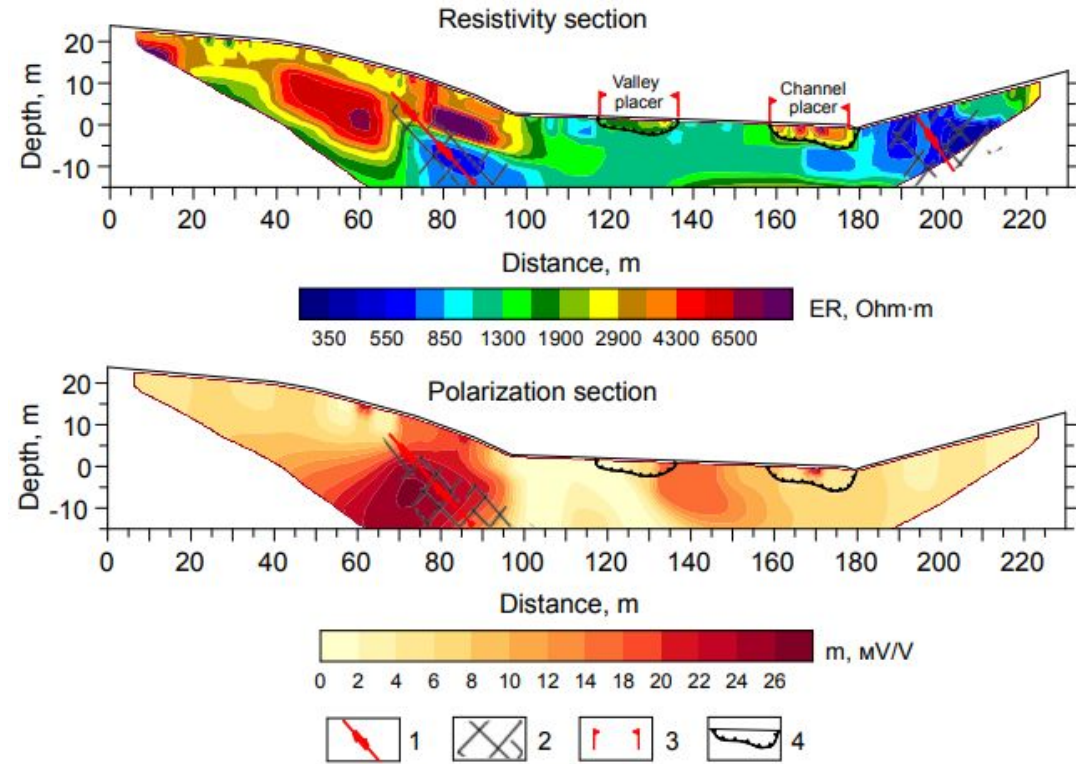 Resistivity section
Depth, m
20
10
0
-10
Valley placer
Channel placer
0 20 40 60 80 100 120 140 160 180 200 220
Distance, m
ER, Ohm·m
350 550 850 1300 1900 2900 4300 6500
Polarization section
Depth, m
20
10
0
-10
0 20 40 60 80 100 120 140 160 180 200 220
Distance, m
m, мV/V
0 2 4 6 8 10 12 14 16 18 20 22 24 26
1 2 3 4